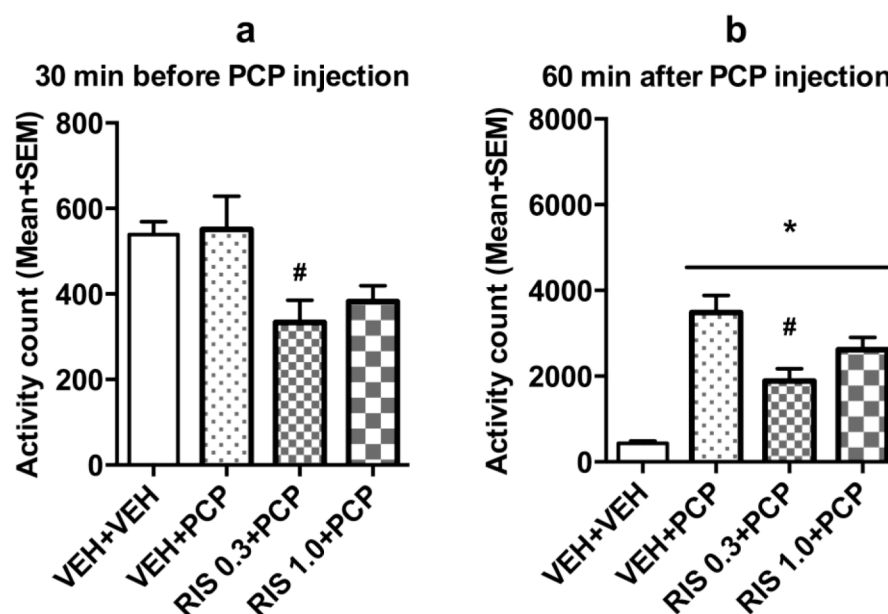 a
30 min before PCP injection
Activity count (Mean+SEM)
800
600
400
200
0
#
VEH+VEH
VEH+PCP
RIS 0.3+PCP
RIS 1.0+PCP
b
60 min after PCP injection
Activity count (Mean+SEM)
8000
6000
4000
2000
0
*
#
VEH+VEH
VEH+PCP
RIS 0.3+PCP
RIS 1.0+PCP